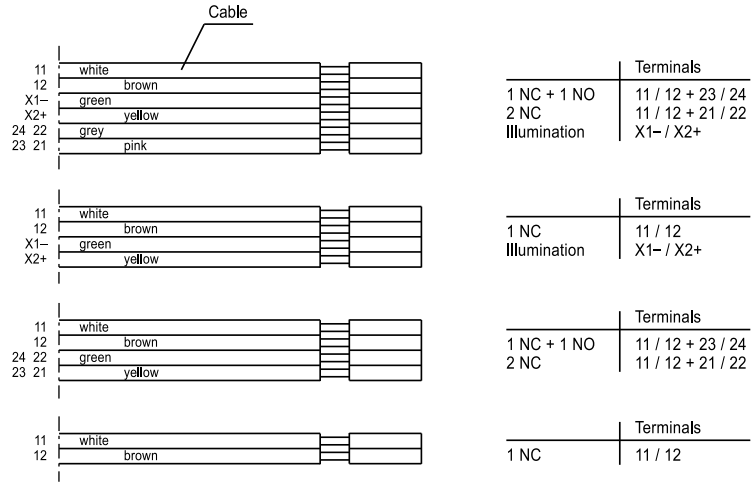 Cable
11 white
12 brown
X1– green
X2+ yellow
24 22 grey
23 21 pink
Terminals
1 NC + 1 NO 11 / 12 + 23 / 24
2 NC 11 / 12 + 21 / 22
Illumination X1– / X2+
11 white
12 brown
X1– green
X2+ yellow
Terminals
1 NC 11 / 12
Illumination X1– / X2+
11 white
12 brown
24 22 green
23 21 yellow
Terminals
1 NC + 1 NO 11 / 12 + 23 / 24
2 NC 11 / 12 + 21 / 22
11 white
12 brown
Terminals
1 NC 11 / 12